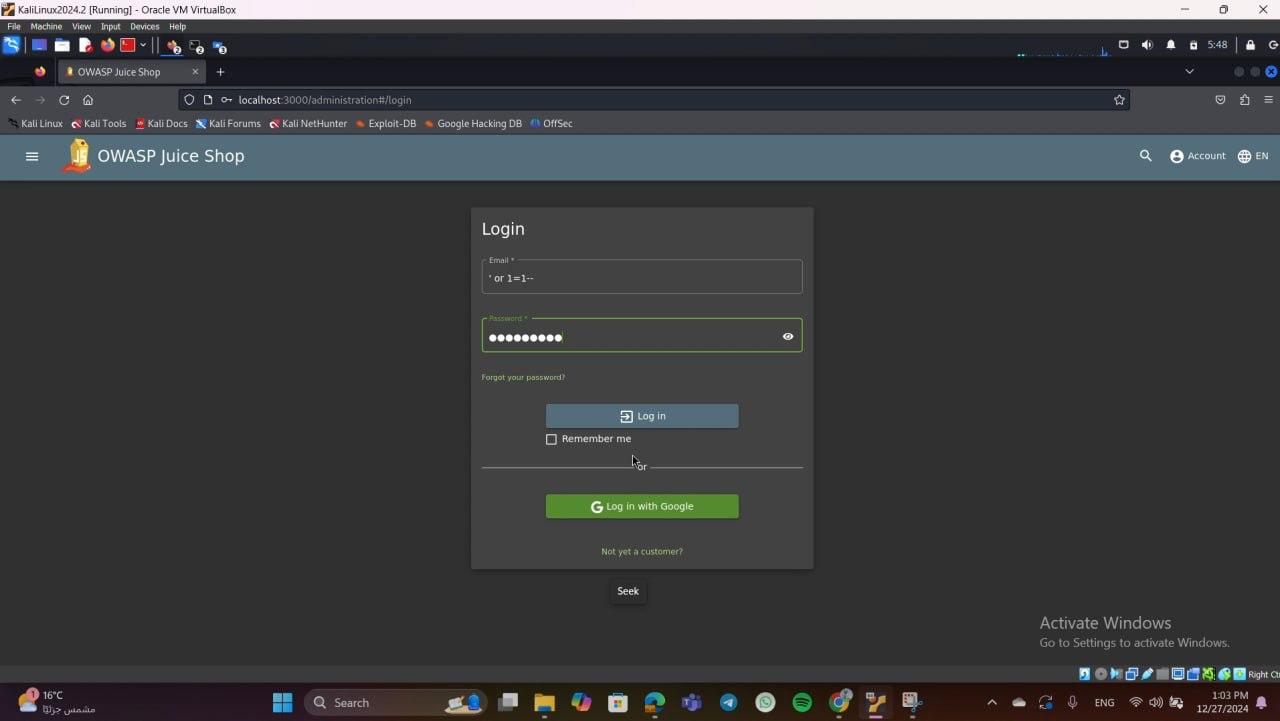 KaliLinux2024.2 [Running] - Oracle VM VirtualBox
File Machine View Input Devices Help
5:48
OWASP Juice Shop
localhost:3000/administration#/login
Kali Linux Kali Tools Kali Docs Kali Forums Kali NetHunter Exploit-DB Google Hacking DB OffSec
OWASP Juice Shop Account EN
Login
Email *
' or 1=1--
Password *
Forgot your password?
Log in
Remember me
or
G Log in with Google
Not yet a customer?
Seek
Activate Windows
Go to Settings to activate Windows.
Right Ct
1 16°C
مشمس جزئيًا
Search
ENG
1:03 PM
12/27/2024